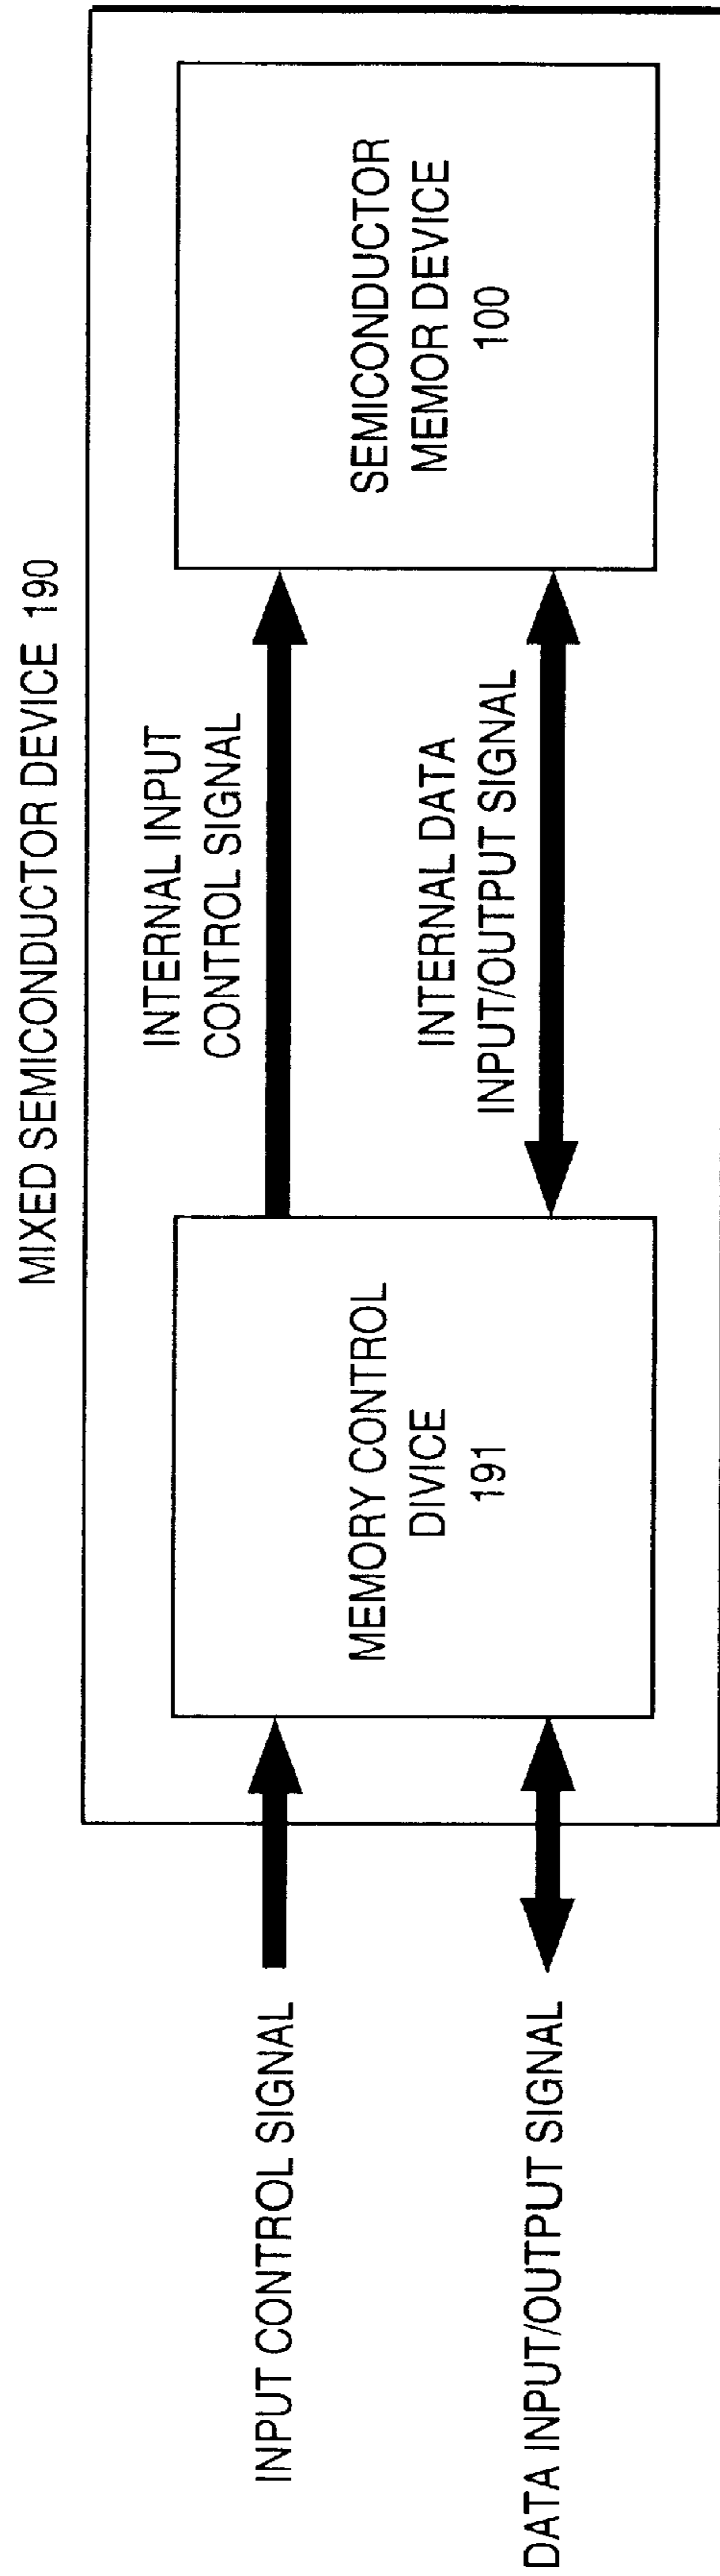 MIXED SEMICONDUCTOR DEVICE 190
INPUT CONTROL SIGNAL
DATA INPUT/OUTPUT SIGNAL
MEMORY CONTROL
DIVICE
191
INTERNAL INPUT
CONTROL SIGNAL
INTERNAL DATA
INPUT/OUTPUT SIGNAL
SEMICONDUCTOR
MEMOR DEVICE
100